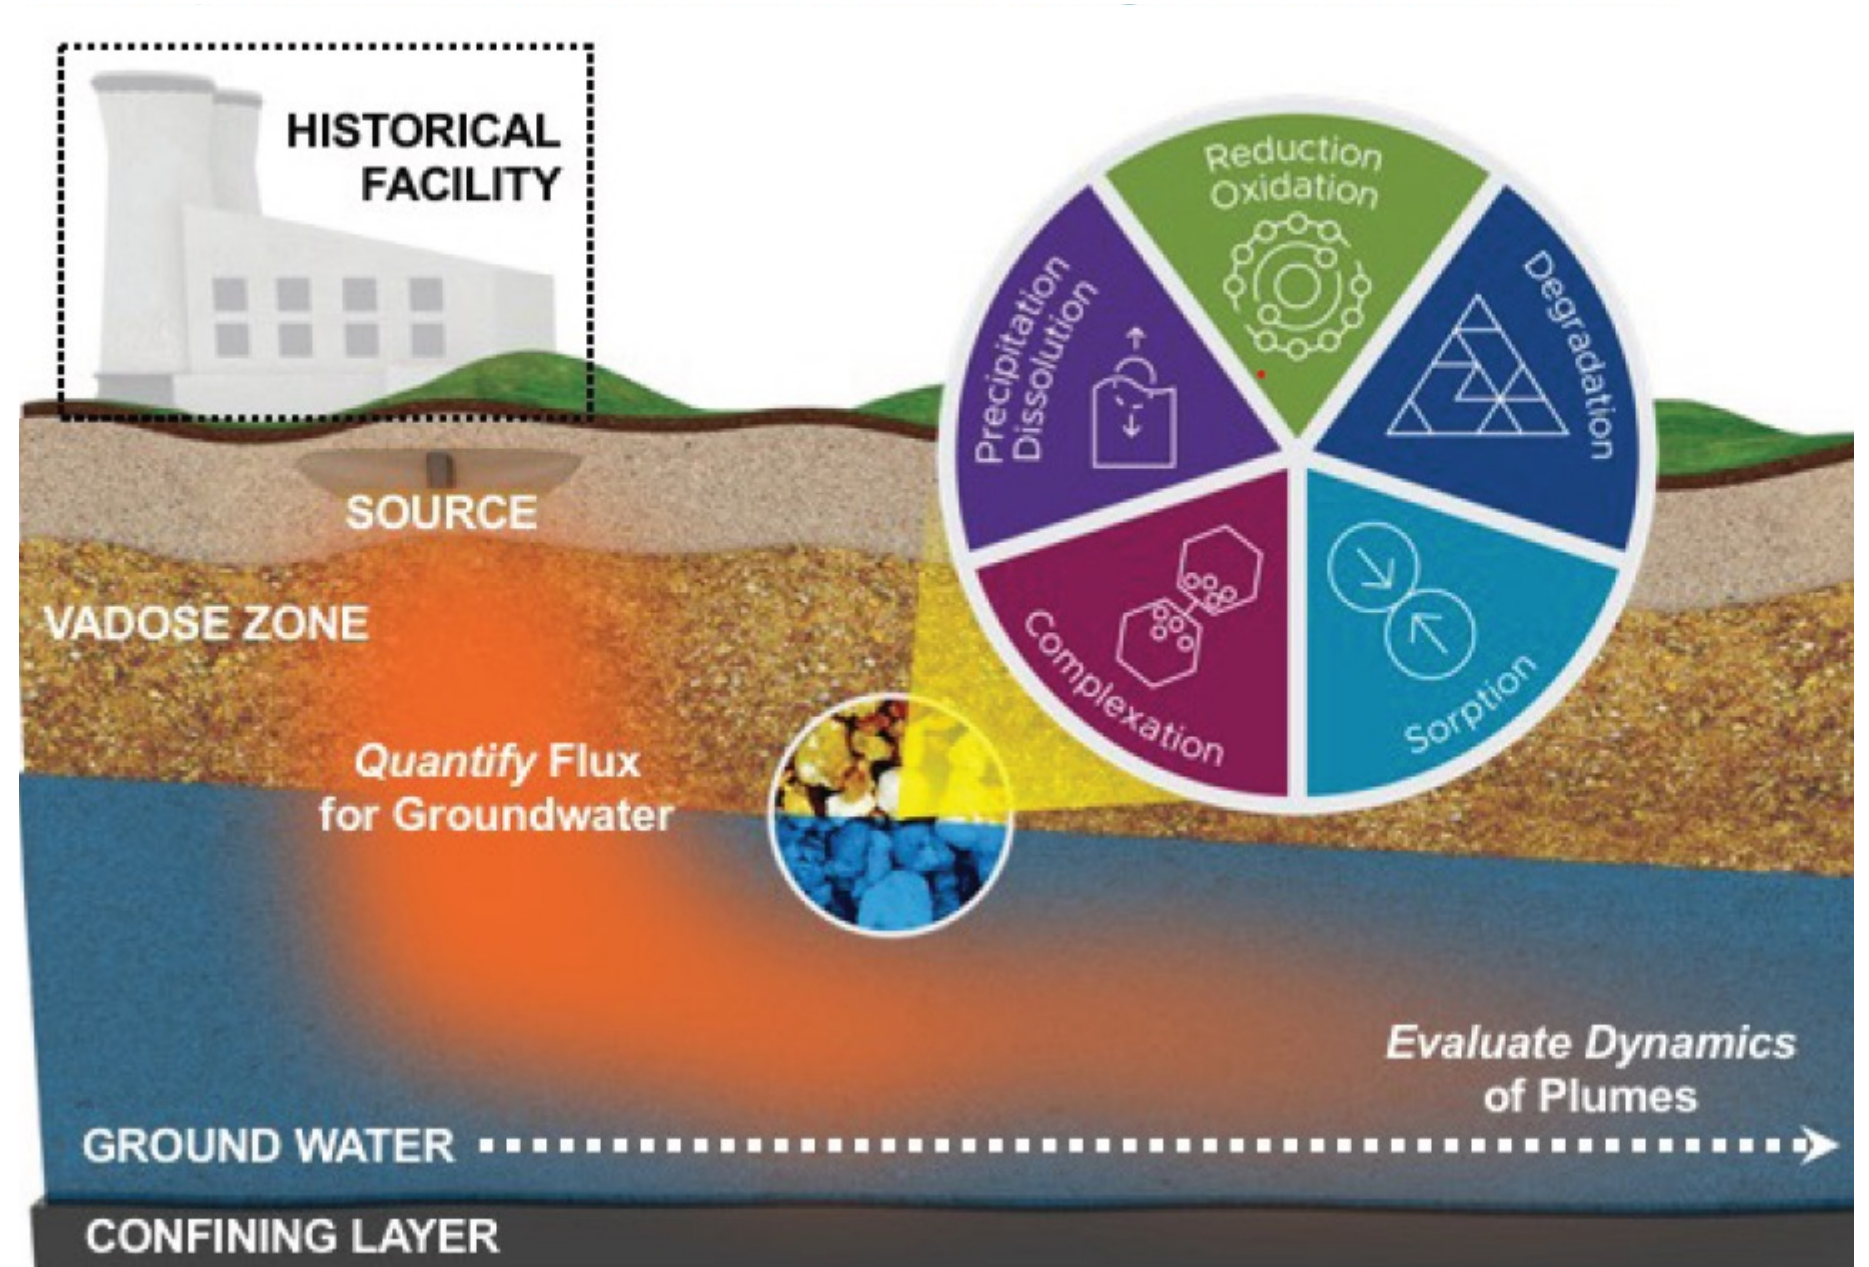 HISTORICAL
FACILITY
Reduction
Oxidation
Degradation
Precipitation
Dissolution
Complexation
Sorption
SOURCE
VADOSE ZONE
Quantify Flux
for Groundwater
Evaluate Dynamics
of Plumes
GROUND WATER
CONFINING LAYER